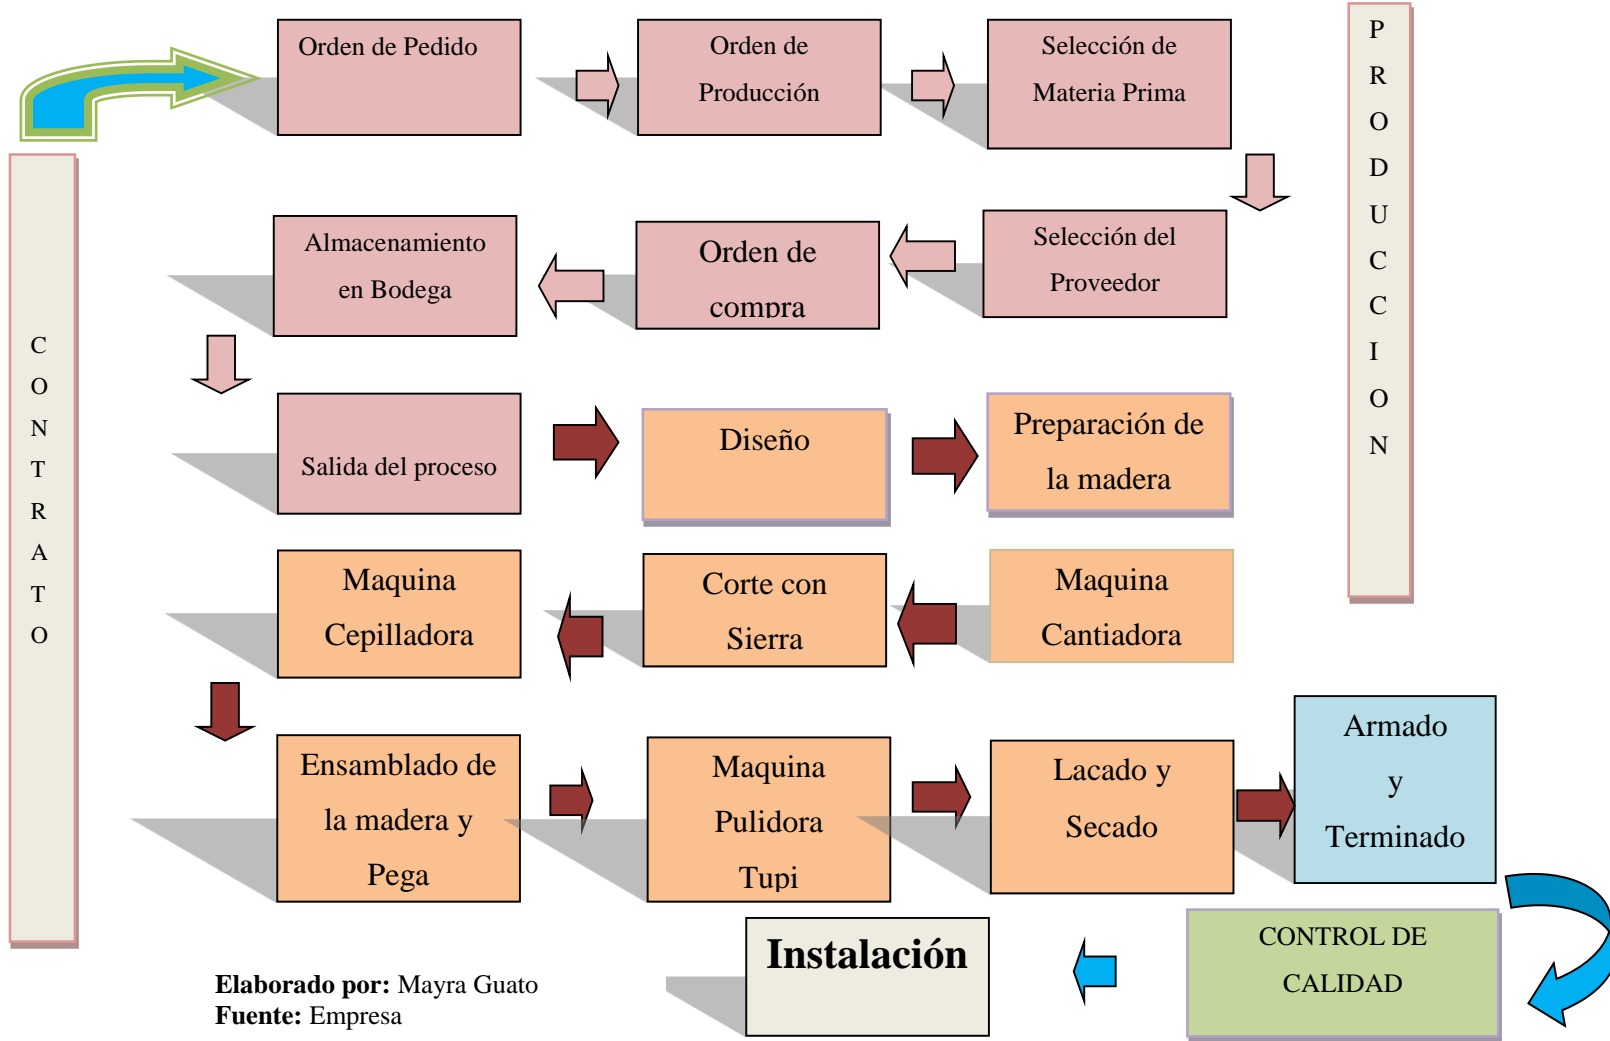 Orden de Pedido
Orden de
Producción
Selección de
Materia Prima
P
R
O
D
U
C
C
I
O
N
Selección del
Proveedor
Orden de
compra
Almacenamiento
en Bodega
C
O
N
T
R
A
T
O
Salida del proceso
Diseño
Preparación de
la madera
Maquina
Cantiadora
Corte con
Sierra
Maquina
Cepilladora
Ensamblado de
la madera y
Pega
Maquina
Pulidora
Tupi
Lacado y
Secado
Armado
y
Terminado
CONTROL DE
CALIDAD
Instalación
Elaborado por: Mayra Guato
Fuente: Empresa